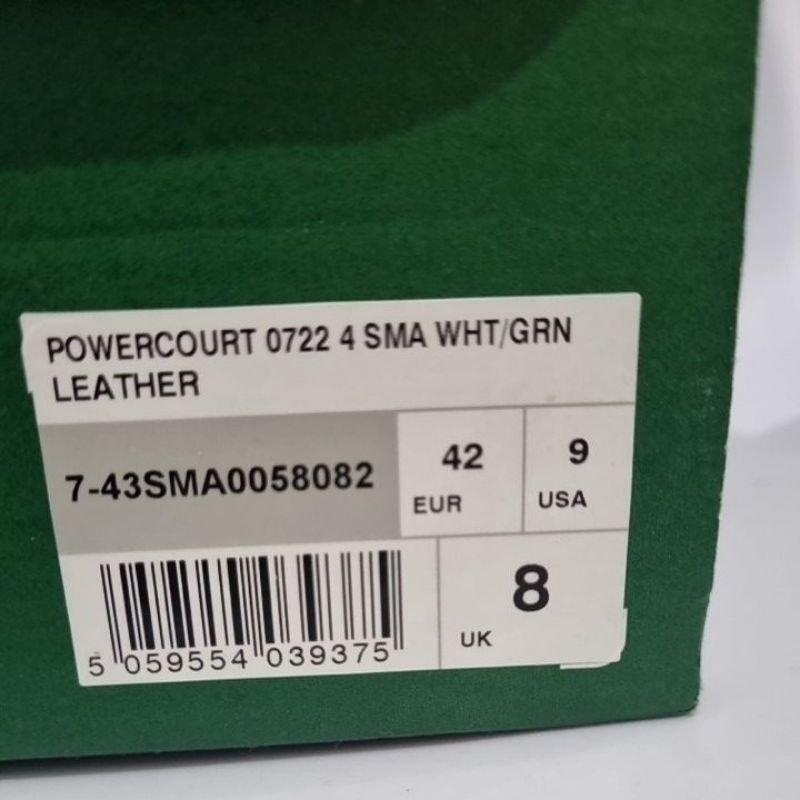 POWERCOURT 0722 4 SMA WHT/GRN
LEATHER
7-43SMA0058082
42
EUR
9
USA
8
UK
5 059554 039375